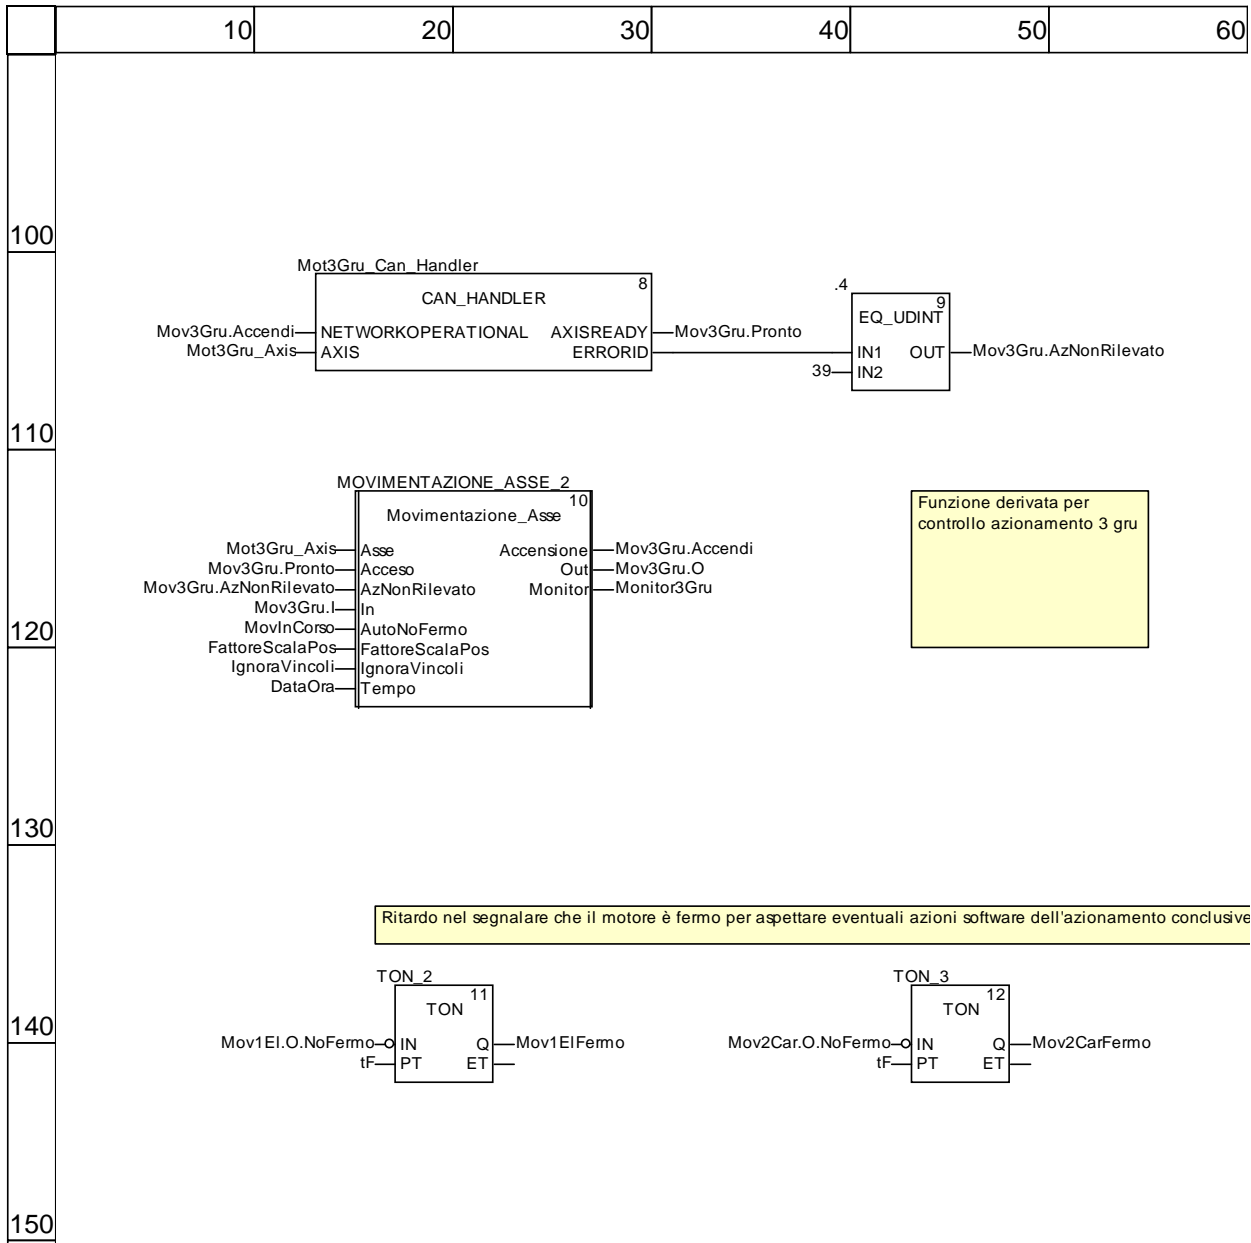 10 20 30 40 50 60
100
Mot3Gru_Can_Handler
8
.4
CAN_HANDLER
9
EQ_UDINT
Mov3Gru.Accendi NETWORKOPERATIONAL AXISREADY Mov3Gru.Pronto
Mot3Gru_Axis AXIS ERRORID IN1 OUT Mov3Gru.AzNonRilevato
39 IN2
110
MOVIMENTAZIONE_ASSE_2
10
Movimentazione_Asse
Funzione derivata per
controllo azionamento 3 gru
Mot3Gru_Axis Asse Accensione Mov3Gru.Accendi
Mov3Gru.Pronto Acceso Out Mov3Gru.O
Mov3Gru.AzNonRilevato AzNonRilevato Monitor Monitor3Gru
Mov3Gru.I In
MovInCorso AutoNoFermo
120
FattoreScalaPos FattoreScalaPos
IgnoraVincoli IgnoraVincoli
DataOra Tempo
130
Ritardo nel segnalare che il motore è fermo per aspettare eventuali azioni software dell'azionamento conclusive
TON_2 TON_3
11 12
TON TON
140
Mov1El.O.NoFermo IN Q Mov1ElFermo Mov2Car.O.NoFermo IN Q Mov2CarFermo
tF PT ET tF PT ET
150